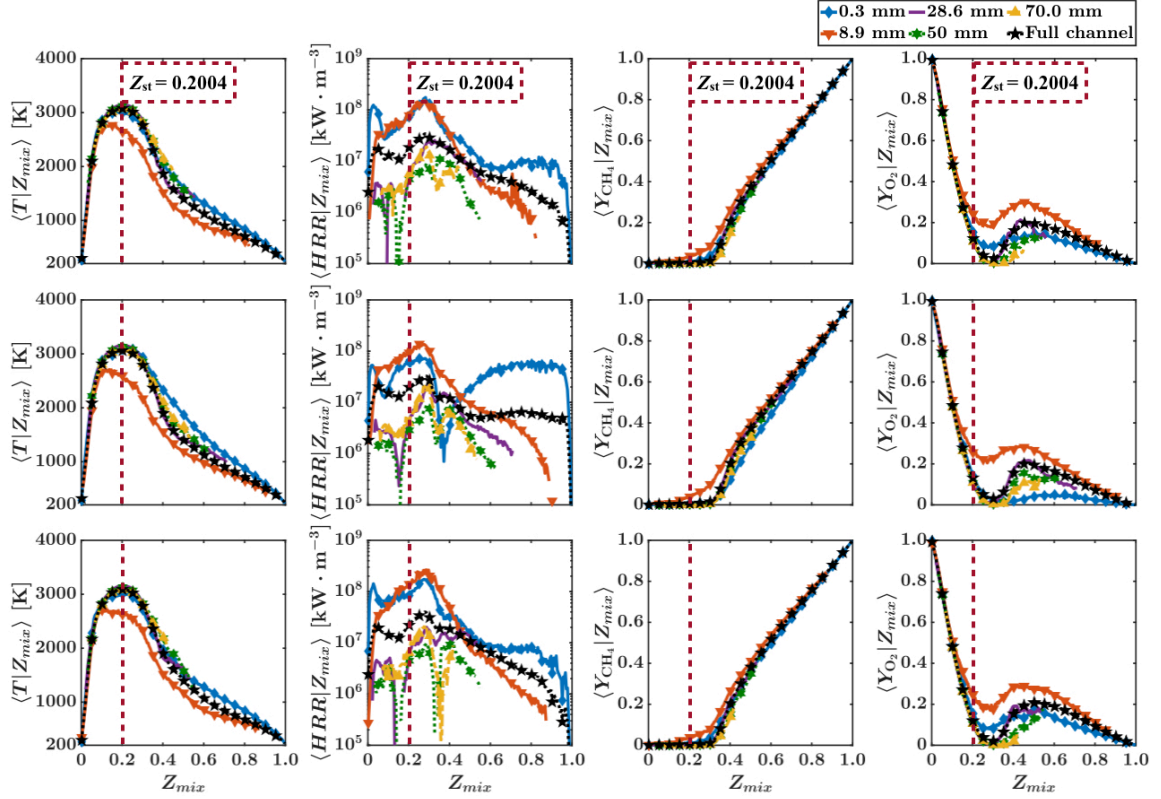 0.3 mm 28.6 mm 70.0 mm
8.9 mm 50 mm Full channel
4000 3000 2000 1000 200
⟨T|Z_mix⟩ [K]
Z_st = 0.2004
10^9 10^8 10^7 10^6 10^5
⟨HRR|Z_mix⟩ [kW · m^−3]
Z_st = 0.2004
1.0 0.8 0.6 0.4 0.2 0
⟨Y_CH₄|Z_mix⟩
Z_st = 0.2004
1.0 0.8 0.6 0.4 0.2 0
⟨Y_O₂|Z_mix⟩
Z_st = 0.2004
4000 3000 2000 1000 200
⟨T|Z_mix⟩ [K]
10^9 10^8 10^7 10^6 10^5
⟨HRR|Z_mix⟩ [kW · m^−3]
1.0 0.8 0.6 0.4 0.2 0
⟨Y_CH₄|Z_mix⟩
1.0 0.8 0.6 0.4 0.2 0
⟨Y_O₂|Z_mix⟩
4000 3000 2000 1000 200
⟨T|Z_mix⟩ [K]
10^9 10^8 10^7 10^6 10^5
⟨HRR|Z_mix⟩ [kW · m^−3]
1.0 0.8 0.6 0.4 0.2 0
⟨Y_CH₄|Z_mix⟩
1.0 0.8 0.6 0.4 0.2 0
⟨Y_O₂|Z_mix⟩
0 0.2 0.4 0.6 0.8 1.0
Z_mix
0 0.2 0.4 0.6 0.8 1.0
Z_mix
0 0.2 0.4 0.6 0.8 1.0
Z_mix
0 0.2 0.4 0.6 0.8 1.0
Z_mix